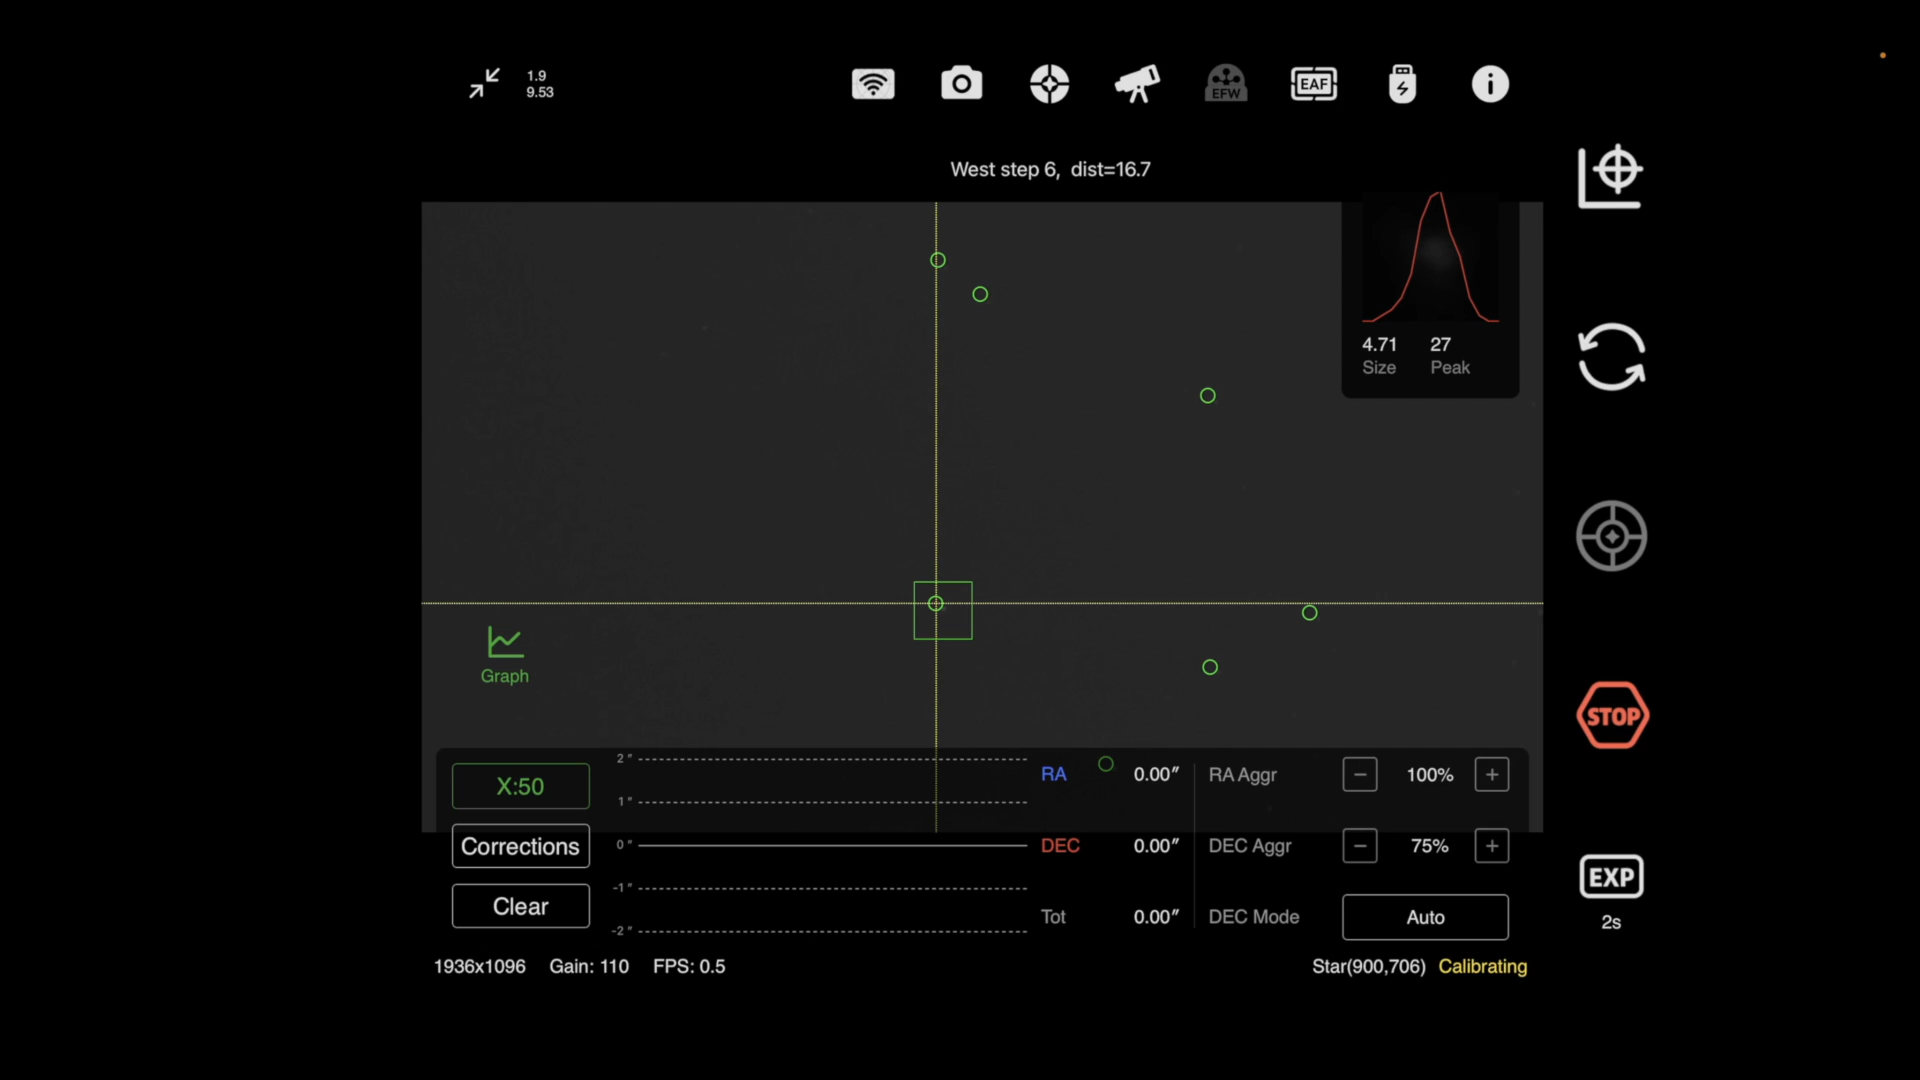 1.9
9.53
EFW
EAF
West step 6, dist=16.7
4.71 27
Size Peak
Graph
STOP
X:50
Corrections
Clear
2"
1"
0"
-1"
-2"
RA 0.00"
DEC 0.00"
Tot 0.00"
RA Aggr − 100% +
DEC Aggr − 75% +
DEC Mode Auto
EXP
2s
1936x1096 Gain: 110 FPS: 0.5
Star(900,706) Calibrating